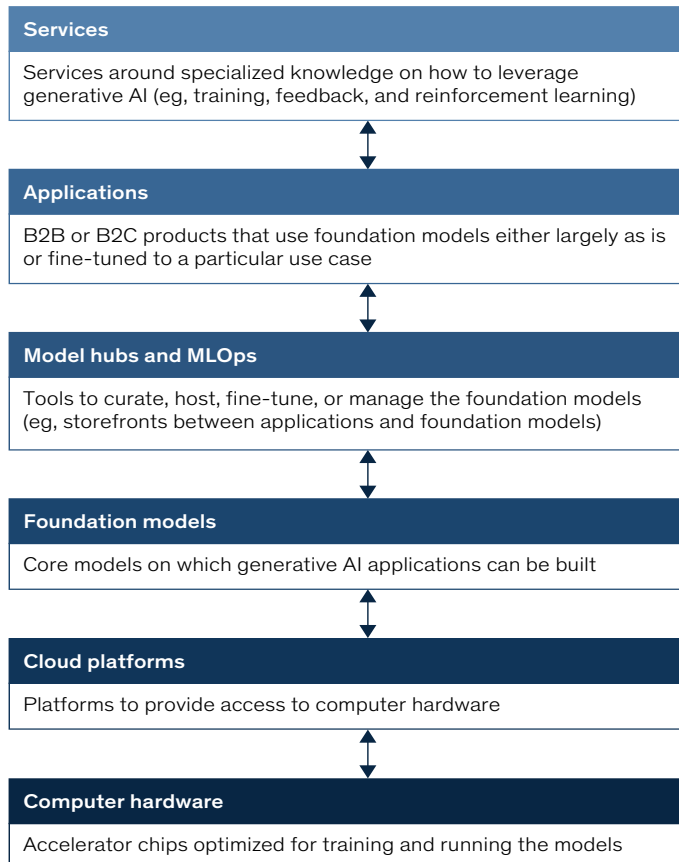 Services
Services around specialized knowledge on how to leverage
generative AI (eg, training, feedback, and reinforcement learning)
Applications
B2B or B2C products that use foundation models either largely as is
or fine-tuned to a particular use case
Model hubs and MLOps
Tools to curate, host, fine-tune, or manage the foundation models
(eg, storefronts between applications and foundation models)
Foundation models
Core models on which generative AI applications can be built
Cloud platforms
Platforms to provide access to computer hardware
Computer hardware
Accelerator chips optimized for training and running the models